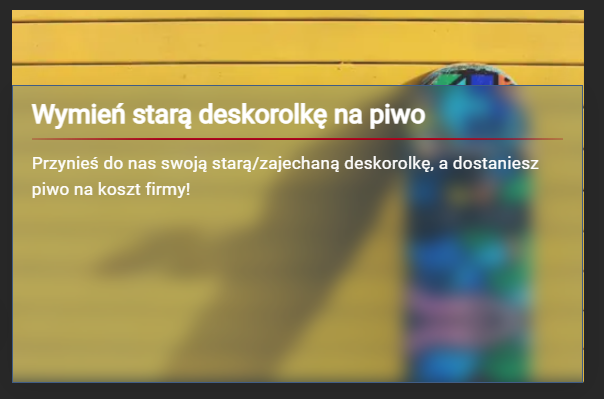 Wymień starą deskorolkę na piwo
Przynieś do nas swoją starą/zajechaną deskorolkę, a dostaniesz
piwo na koszt firmy!